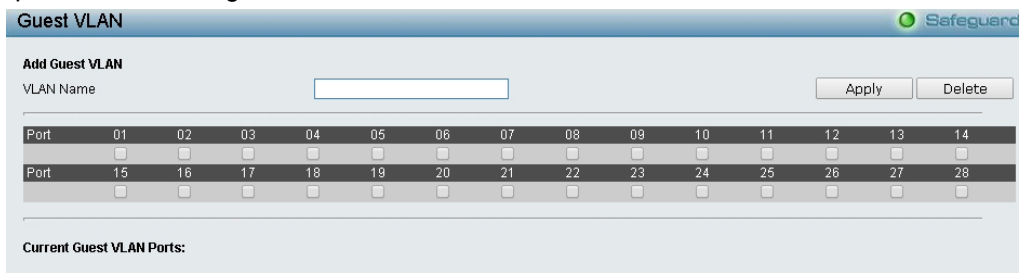 Guest VLAN Safeguard
Add Guest VLAN
VLAN Name Apply Delete
Port 01 02 03 04 05 06 07 08 09 10 11 12 13 14
Port 15 16 17 18 19 20 21 22 23 24 25 26 27 28
Current Guest VLAN Ports: